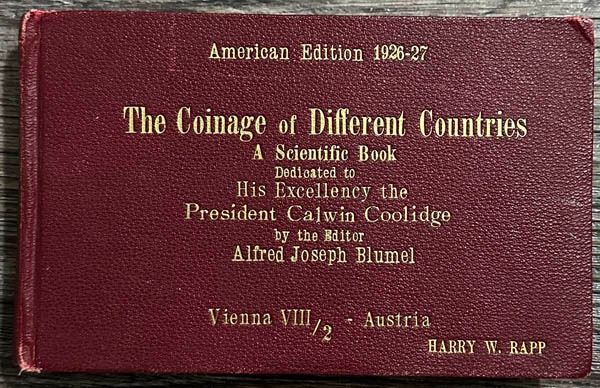 American Edition 1926-27
The Coinage of Different Countries
A Scientific Book
Dedicated to
His Excellency the
President Calwin Coolidge
by the Editor
Alfred Joseph Blumel
Vienna VIII/2 - Austria
HARRY W. RAPP